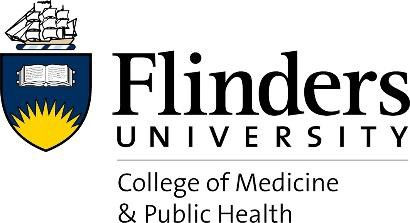 Flinders
UNIVERSITY
College of Medicine
& Public Health